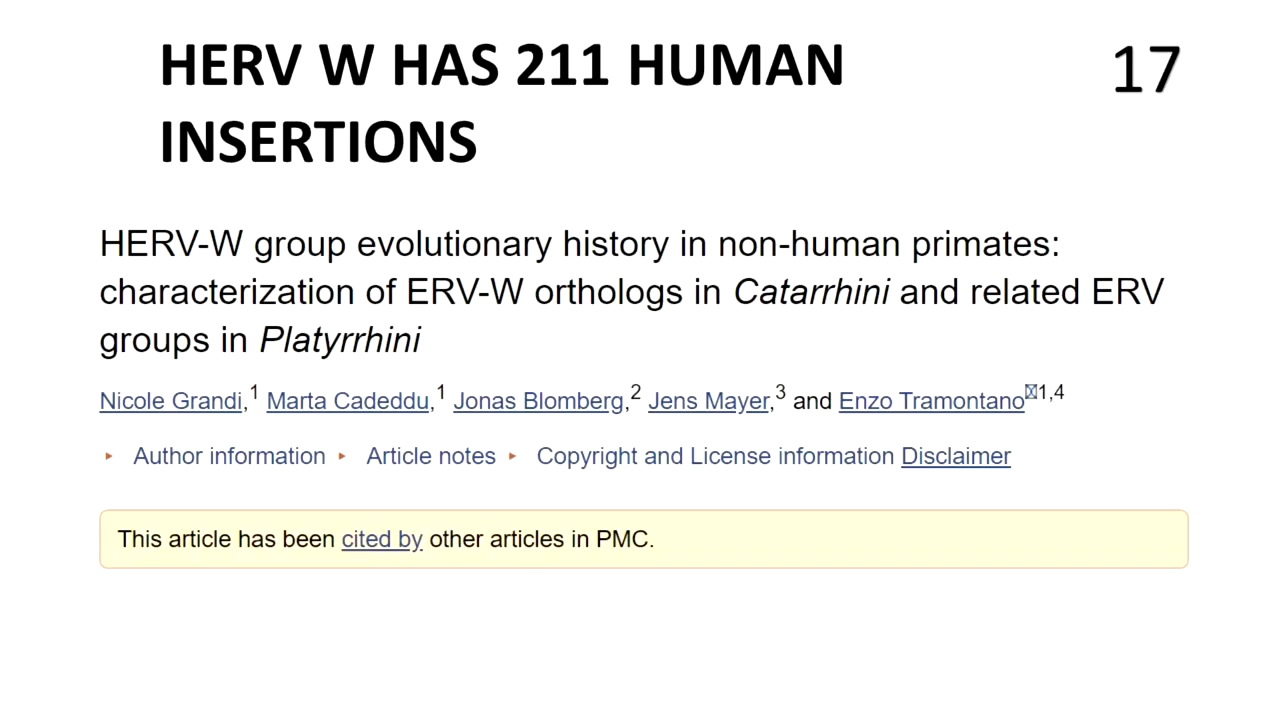 HERV W HAS 211 HUMAN
INSERTIONS
17
HERV-W group evolutionary history in non-human primates:
characterization of ERV-W orthologs in Catarrhini and related ERV
groups in Platyrrhini
Nicole Grandi,1 Marta Cadeddu,1 Jonas Blomberg,2 Jens Mayer,3 and Enzo Tramontano1,4
Author information Article notes Copyright and License information Disclaimer
This article has been cited by other articles in PMC.